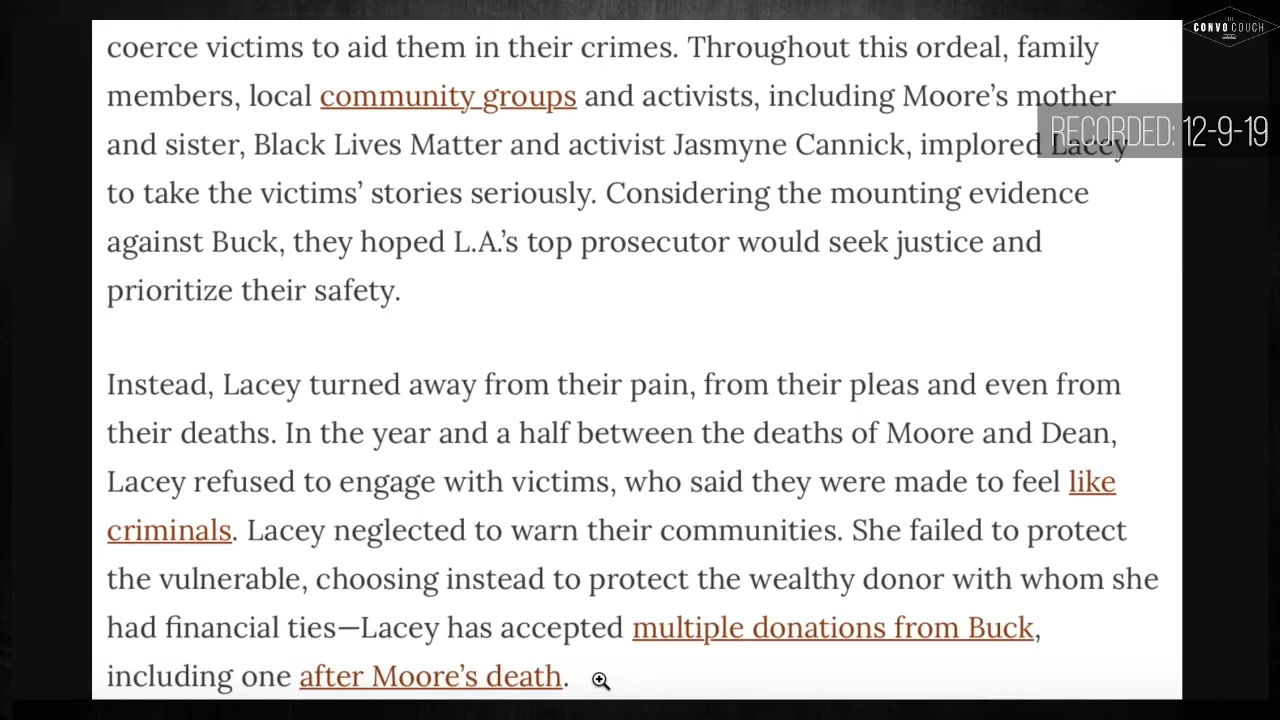 THE
CONVO COUCH
coerce victims to aid them in their crimes. Throughout this ordeal, family
members, local community groups and activists, including Moore's mother
RECORDED: 12-9-19
and sister, Black Lives Matter and activist Jasmyne Cannick, implored Lacey
to take the victims' stories seriously. Considering the mounting evidence
against Buck, they hoped L.A.'s top prosecutor would seek justice and
prioritize their safety.
Instead, Lacey turned away from their pain, from their pleas and even from
their deaths. In the year and a half between the deaths of Moore and Dean,
Lacey refused to engage with victims, who said they were made to feel like
criminals. Lacey neglected to warn their communities. She failed to protect
the vulnerable, choosing instead to protect the wealthy donor with whom she
had financial ties—Lacey has accepted multiple donations from Buck,
including one after Moore's death.